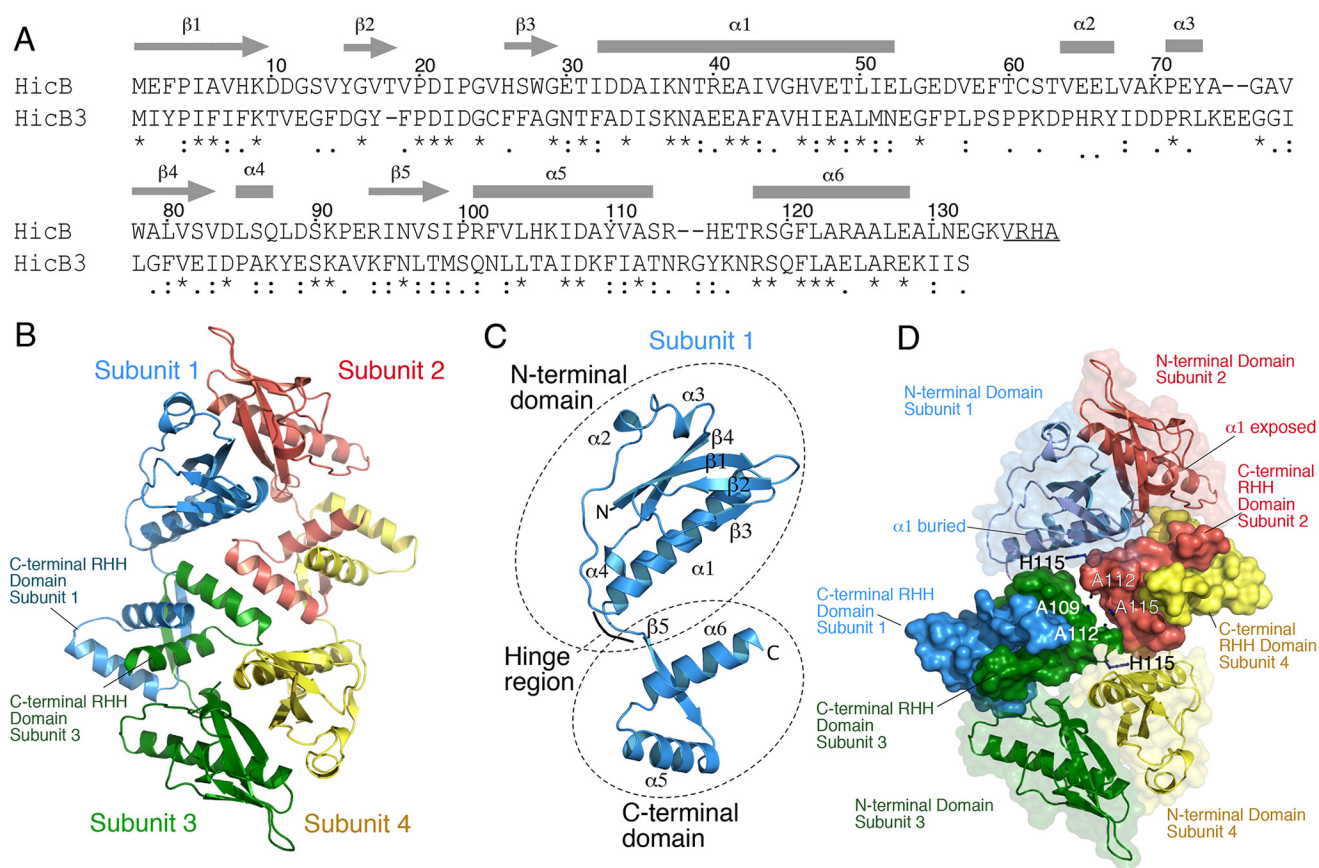 A
β1 β2 β3 α1 α2 α3
10 20 30 40 50 60 70
HicB MEFPIAVHKDDGSVYGVTVPDIPGVHSWGETIDDAIKNTREAIVGHVETLIELGEDVEFTCSTVEELVAKPEYA--GAV
HicB3 MIYPIFIFKTVEGFDGY-FPDIDGCFFAGNTFADISKNAEEAFAVHIEALMNEGFPLPSPPKDPHRYIDDPRLKEEGGI
β4 α4 β5 α5 α6
80 90 100 110 120 130
HicB WALVSVDLSQLDSKPERINVSIPRFVLHKIDAYVASR--HETRSGFLARAALEALNEGKVRHA
HicB3 LGFVEIDPAKYESKAVKFNLTMSQNLLTAIDKFIATNRGYKNRSQFLAELAREKIIS
B
Subunit 1
Subunit 2
C-terminal RHH
Domain
Subunit 1
C-terminal RHH
Domain
Subunit 3
Subunit 3
Subunit 4
C
Subunit 1
N-terminal
domain
α3
α2
β4
β1
β2
N
β3
α4
α1
β5
α6
C
Hinge
region
α5
C-terminal
domain
D
N-terminal Domain
Subunit 2
N-terminal Domain
Subunit 1
α1 exposed
C-terminal
RHH
Domain
Subunit 2
α1 buried
H115
A112
A109
A115
A112
H115
C-terminal RHH
Domain
Subunit 1
C-terminal
RHH Domain
Subunit 4
C-terminal RHH
Domain
Subunit 3
N-terminal Domain
Subunit 3
N-terminal Domain
Subunit 4